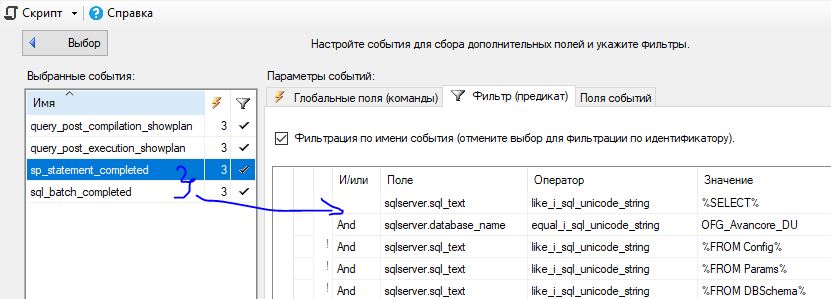 Скрипт Справка
Выбор
Настройте события для сбора дополнительных полей и укажите фильтры.
Выбранные события:
Параметры событий:
Имя
query_post_compilation_showplan 3
query_post_execution_showplan 3
sp_statement_completed 3
sql_batch_completed 3
Глобальные поля (команды) Фильтр (предикат) Поля событий
Фильтрация по имени события (отмените выбор для фильтрации по идентификатору).
И/или Поле Оператор Значение
sqlserver.sql_text like_i_sql_unicode_string %SELECT%
And sqlserver.database_name equal_i_sql_unicode_string OFG_Avancore_DU
! And sqlserver.sql_text like_i_sql_unicode_string %FROM Config%
! And sqlserver.sql_text like_i_sql_unicode_string %FROM Params%
! And sqlserver.sql_text like_i_sql_unicode_string %FROM DBSchema%